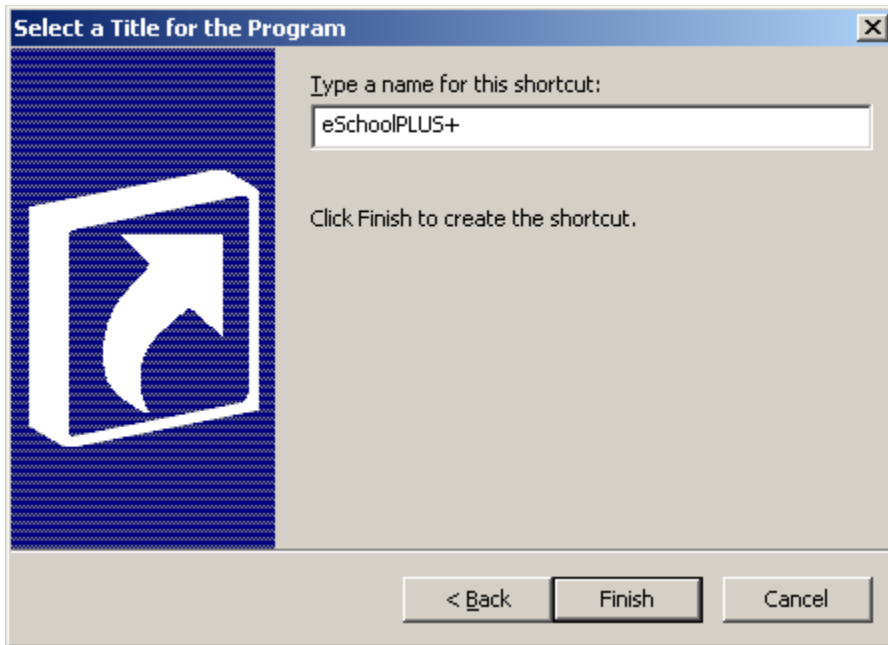 Select a Title for the Program
Type a name for this shortcut:
eSchoolPLUS+
Click Finish to create the shortcut.
< Back
Finish
Cancel